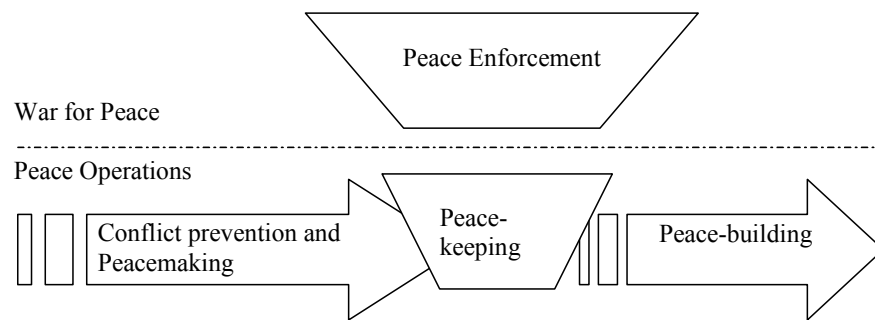 Peace Enforcement
War for Peace
Peace Operations
Conflict prevention and
Peacemaking
Peace-
keeping
Peace-building